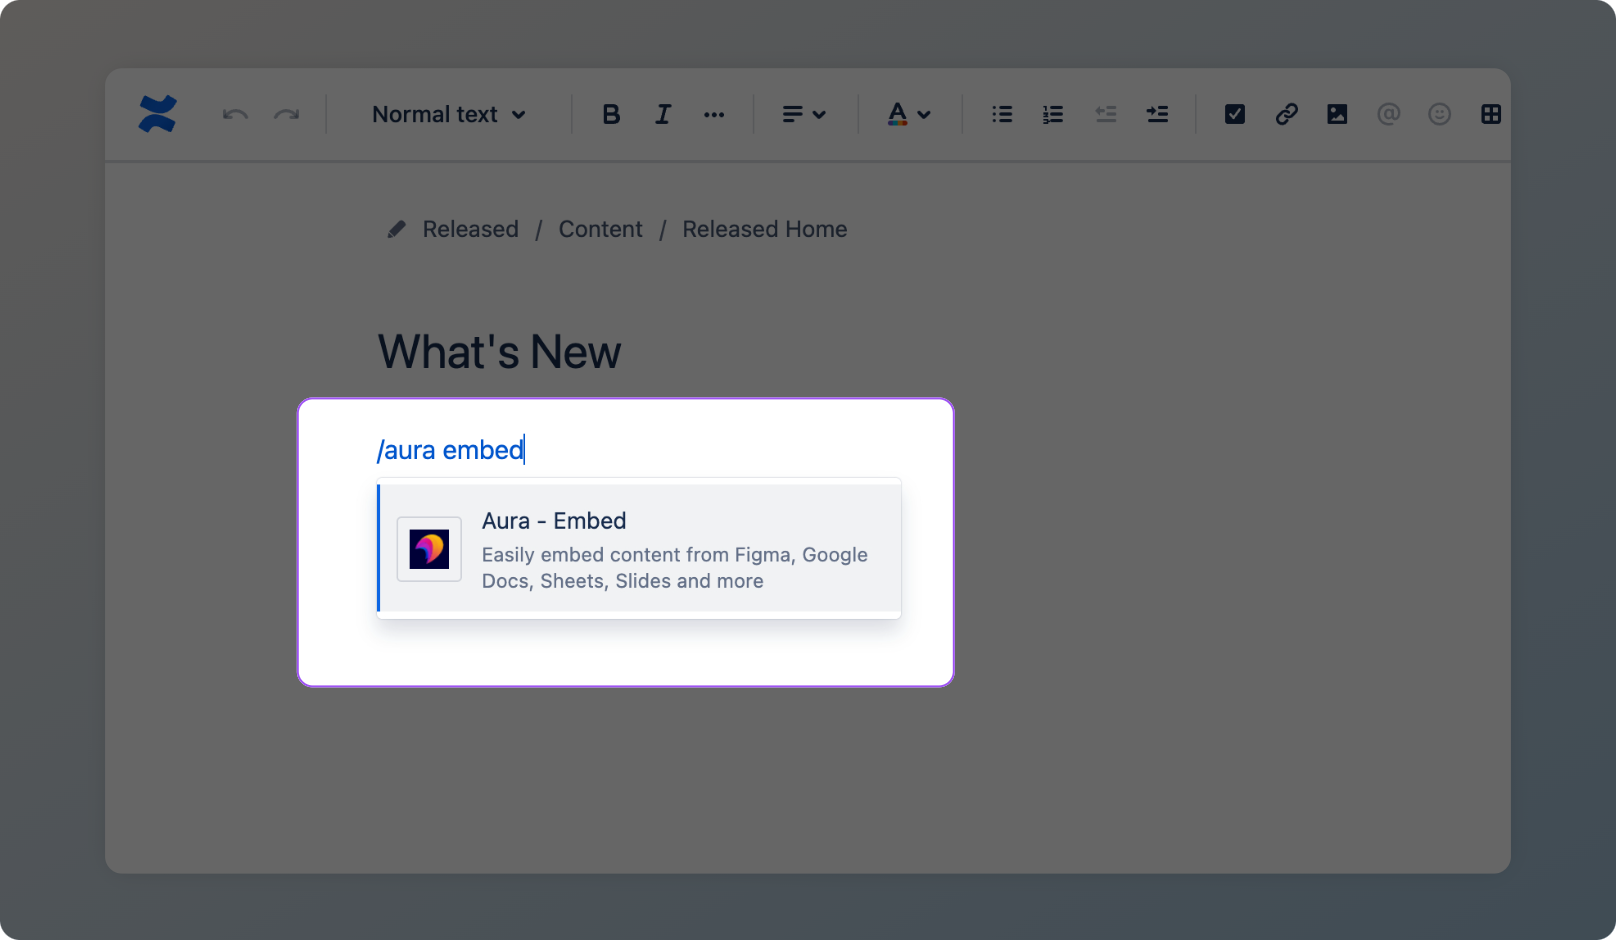 Normal text
Released / Content / Released Home
What's New
/aura embed
Aura - Embed
Easily embed content from Figma, Google
Docs, Sheets, Slides and more